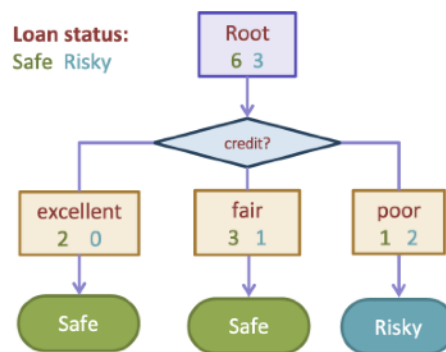 Loan status:
Safe Risky
Root
6 3
credit?
excellent
2 0
fair
3 1
poor
1 2
Safe
Safe
Risky